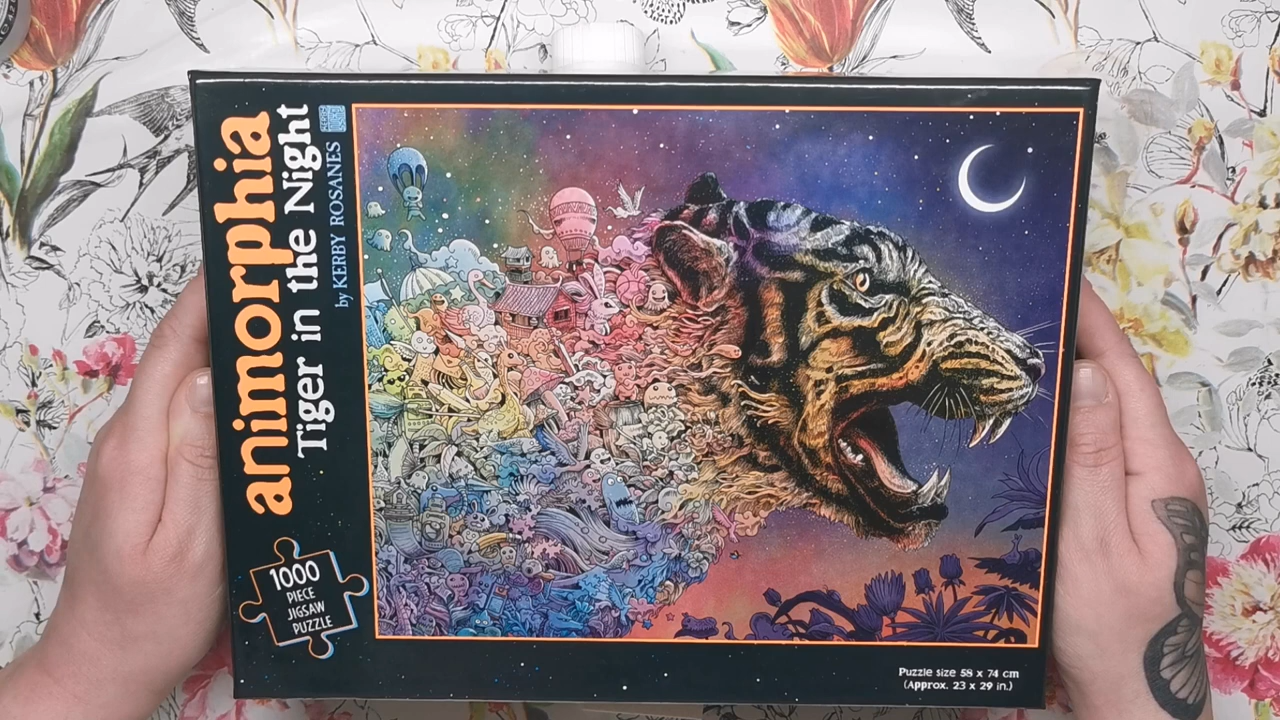 animorphia
Tiger in the Night
by KERBY ROSANES
1000
PIECE
JIGSAW
PUZZLE
Puzzle size 58 x 74 cm
(Approx. 23 x 29 in.)